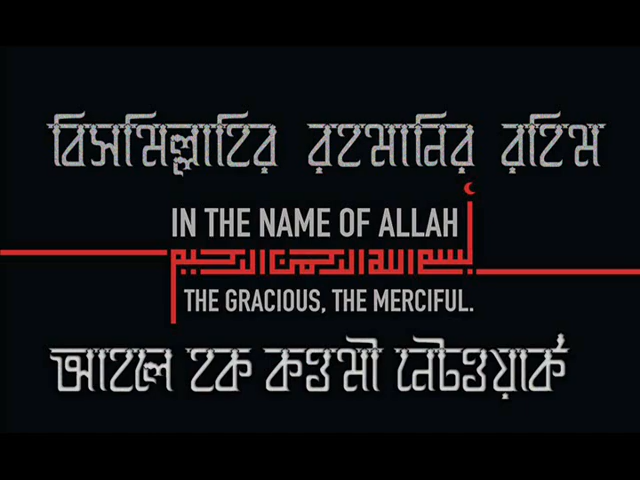 বিসমিল্লাহির রহমানির রহিম
IN THE NAME OF ALLAH
بسم الله الرحمن الرحيم
THE GRACIOUS, THE MERCIFUL.
আহলে হক কওমী নেটওয়ার্ক